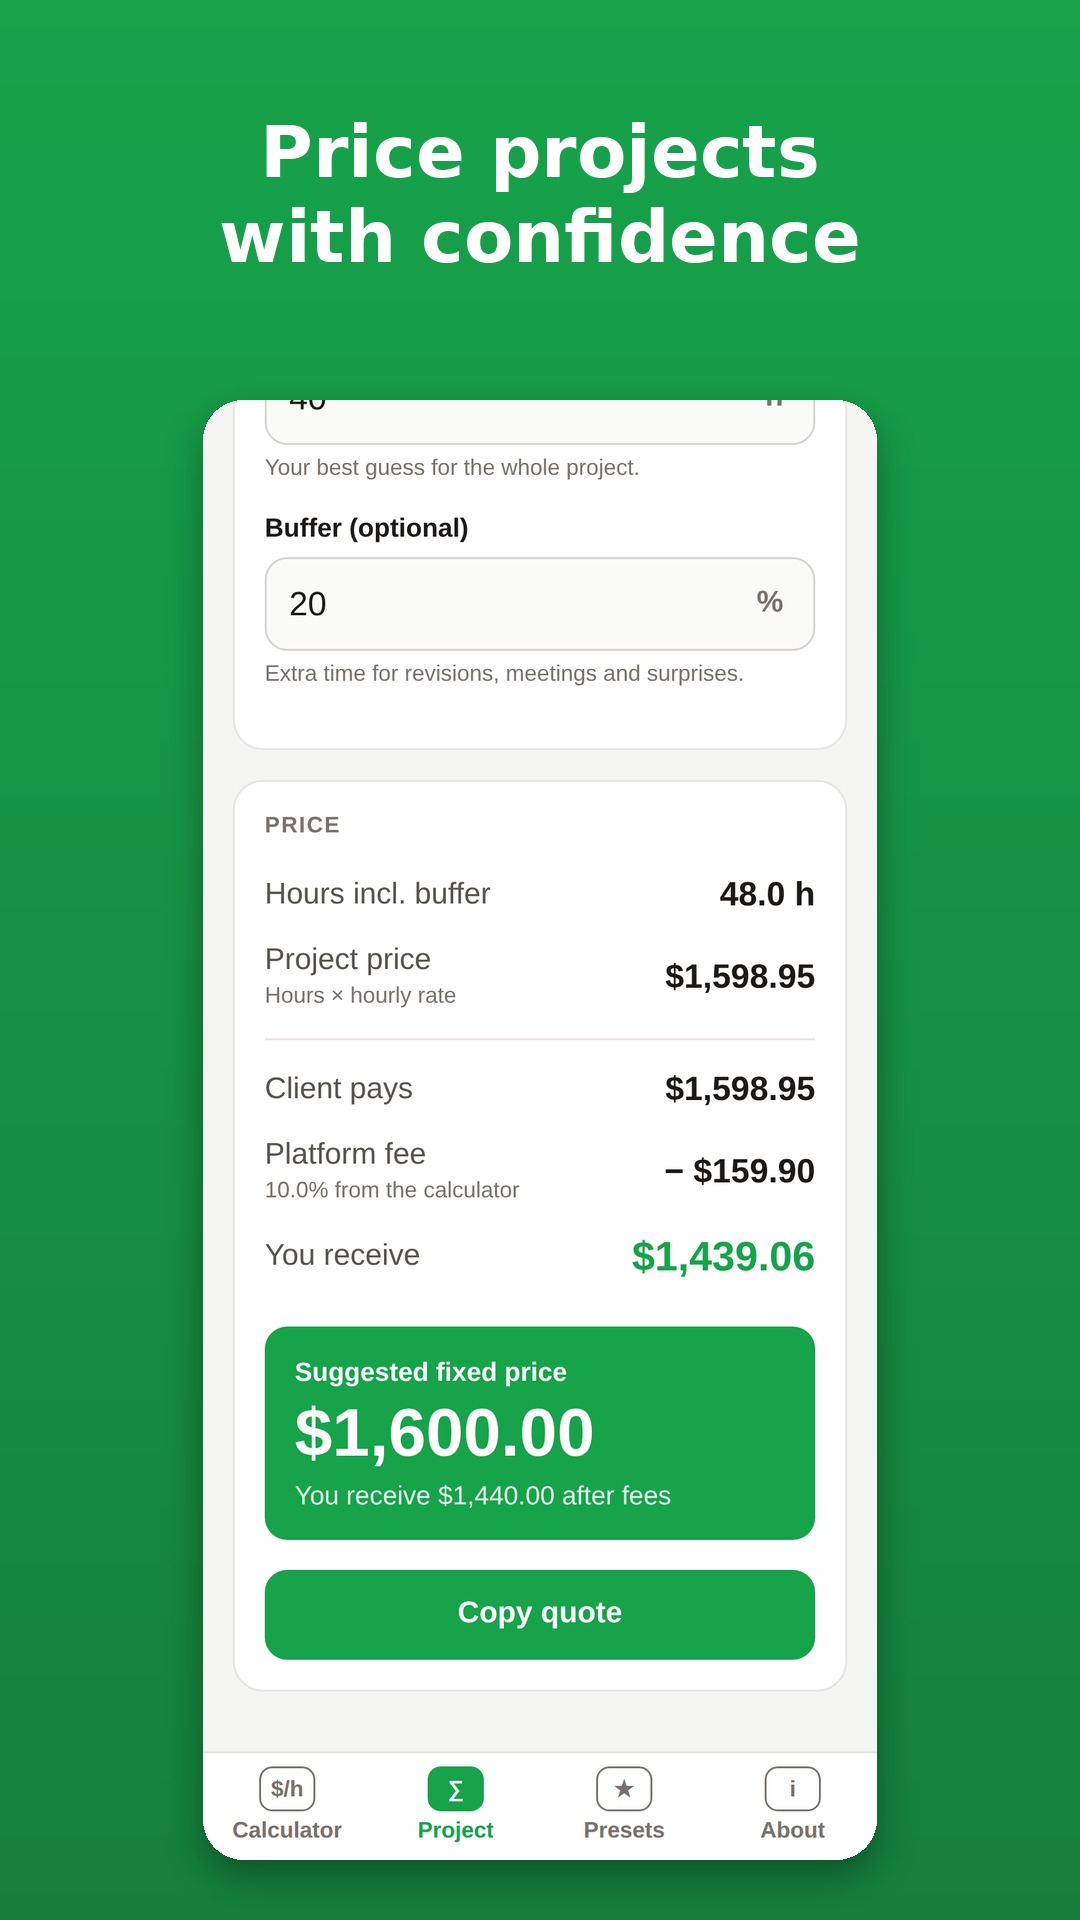 Price projects
with confidence
40 h
Your best guess for the whole project.
Buffer (optional)
20 %
Extra time for revisions, meetings and surprises.
PRICE
Hours incl. buffer 48.0 h
Project price $1,598.95
Hours × hourly rate
Client pays $1,598.95
Platform fee − $159.90
10.0% from the calculator
You receive $1,439.06
Suggested fixed price
$1,600.00
You receive $1,440.00 after fees
Copy quote
$/h ∑ ★ i
Calculator Project Presets About